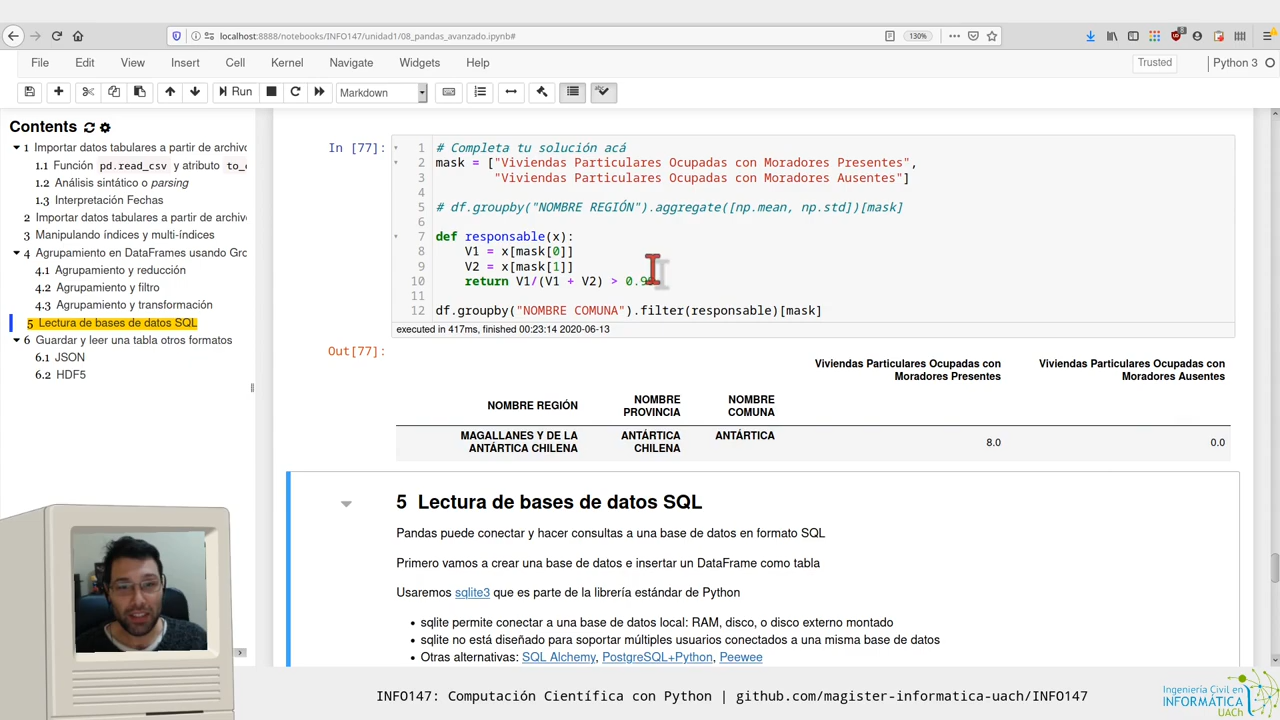 localhost:8888/notebooks/INFO147/unidad1/08_pandas_avanzado.ipynb#
130%
File Edit View Insert Cell Kernel Navigate Widgets Help
Trusted
Python 3
Run
Markdown
Contents
1 Importar datos tabulares a partir de archivo
1.1 Función pd.read_csv y atributo to_c
1.2 Análisis sintático o parsing
1.3 Interpretación Fechas
2 Importar datos tabulares a partir de archivo
3 Manipulando índices y multi-índices
4 Agrupamiento en DataFrames usando Gro
4.1 Agrupamiento y reducción
4.2 Agrupamiento y filtro
4.3 Agrupamiento y transformación
5 Lectura de bases de datos SQL
6 Guardar y leer una tabla otros formatos
6.1 JSON
6.2 HDF5
In [77]:
1 # Completa tu solución acá
2 mask = ["Viviendas Particulares Ocupadas con Moradores Presentes",
3 "Viviendas Particulares Ocupadas con Moradores Ausentes"]
4
5 # df.groupby("NOMBRE REGIÓN").aggregate([np.mean, np.std])[mask]
6
7 def responsable(x):
8 V1 = x[mask[0]]
9 V2 = x[mask[1]]
10 return V1/(V1 + V2) > 0.9
11
12 df.groupby("NOMBRE COMUNA").filter(responsable)[mask]
executed in 417ms, finished 00:23:14 2020-06-13
Out[77]:
Viviendas Particulares Ocupadas con Moradores Presentes
Viviendas Particulares Ocupadas con Moradores Ausentes
NOMBRE REGIÓN
NOMBRE PROVINCIA
NOMBRE COMUNA
MAGALLANES Y DE LA ANTÁRTICA CHILENA
ANTÁRTICA CHILENA
ANTÁRTICA
8.0
0.0
5 Lectura de bases de datos SQL
Pandas puede conectar y hacer consultas a una base de datos en formato SQL
Primero vamos a crear una base de datos e insertar un DataFrame como tabla
Usaremos sqlite3 que es parte de la librería estándar de Python
• sqlite permite conectar a una base de datos local: RAM, disco, o disco externo montado
• sqlite no está diseñado para soportar múltiples usuarios conectados a una misma base de datos
• Otras alternativas: SQL Alchemy, PostgreSQL+Python, Peewee
INFO147: Computación Científica con Python | github.com/magister-informatica-uach/INFO147
Ingeniería Civil en
INFORMÁTICA
UACh